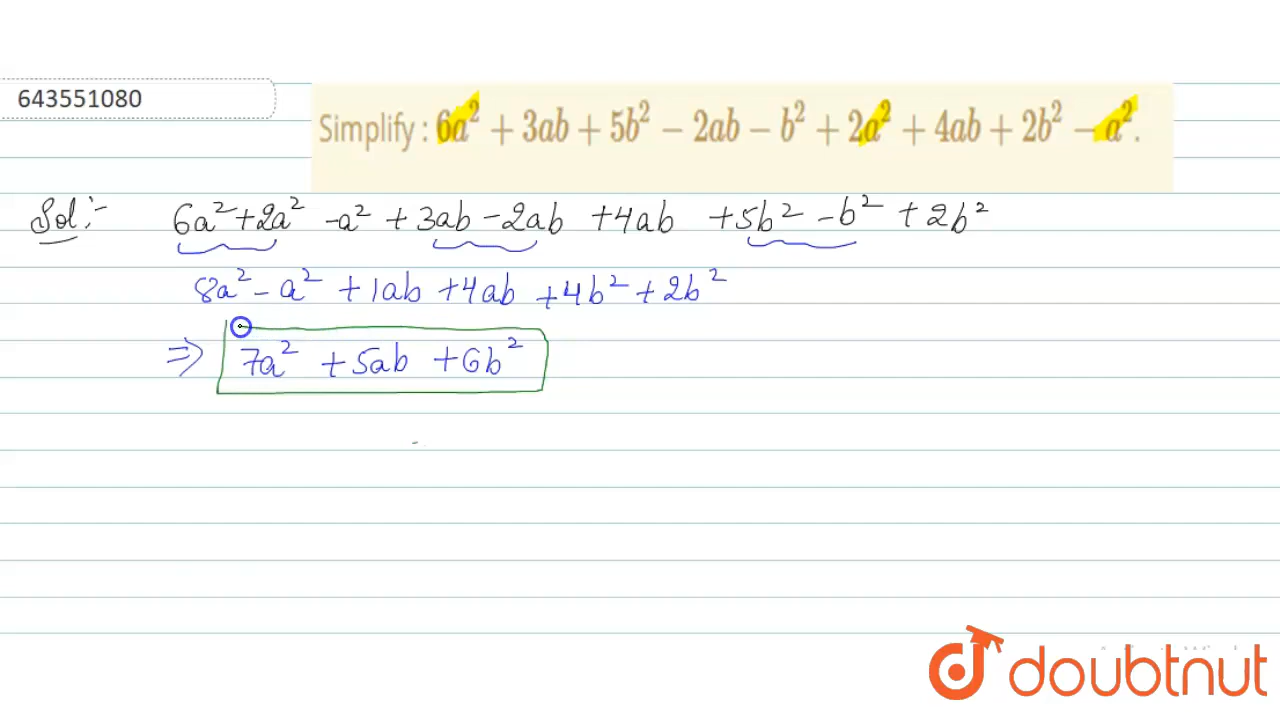 643551080
Simplify : 6a² + 3ab + 5b² − 2ab − b² + 2a² + 4ab + 2b² − a².
Sol:- 6a² + 2a² - a² + 3ab - 2ab + 4ab + 5b² - b² + 2b²
8a² - a² + 1ab + 4ab + 4b² + 2b²
⇒ 7a² + 5ab + 6b²
doubtnut